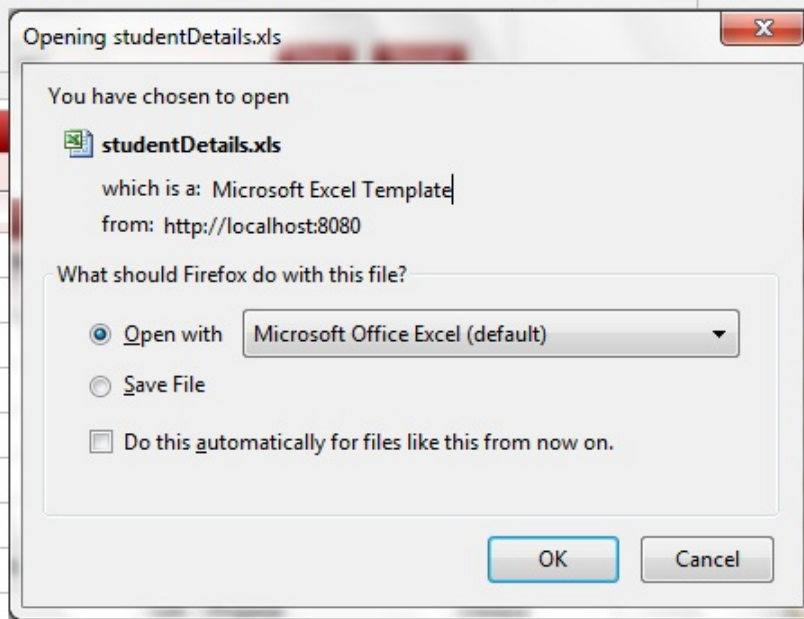 Opening studentDetails.xls
You have chosen to open
studentDetails.xls
which is a: Microsoft Excel Template
from: http://localhost:8080
What should Firefox do with this file?
Open with Microsoft Office Excel (default)
Save File
Do this automatically for files like this from now on.
OK Cancel